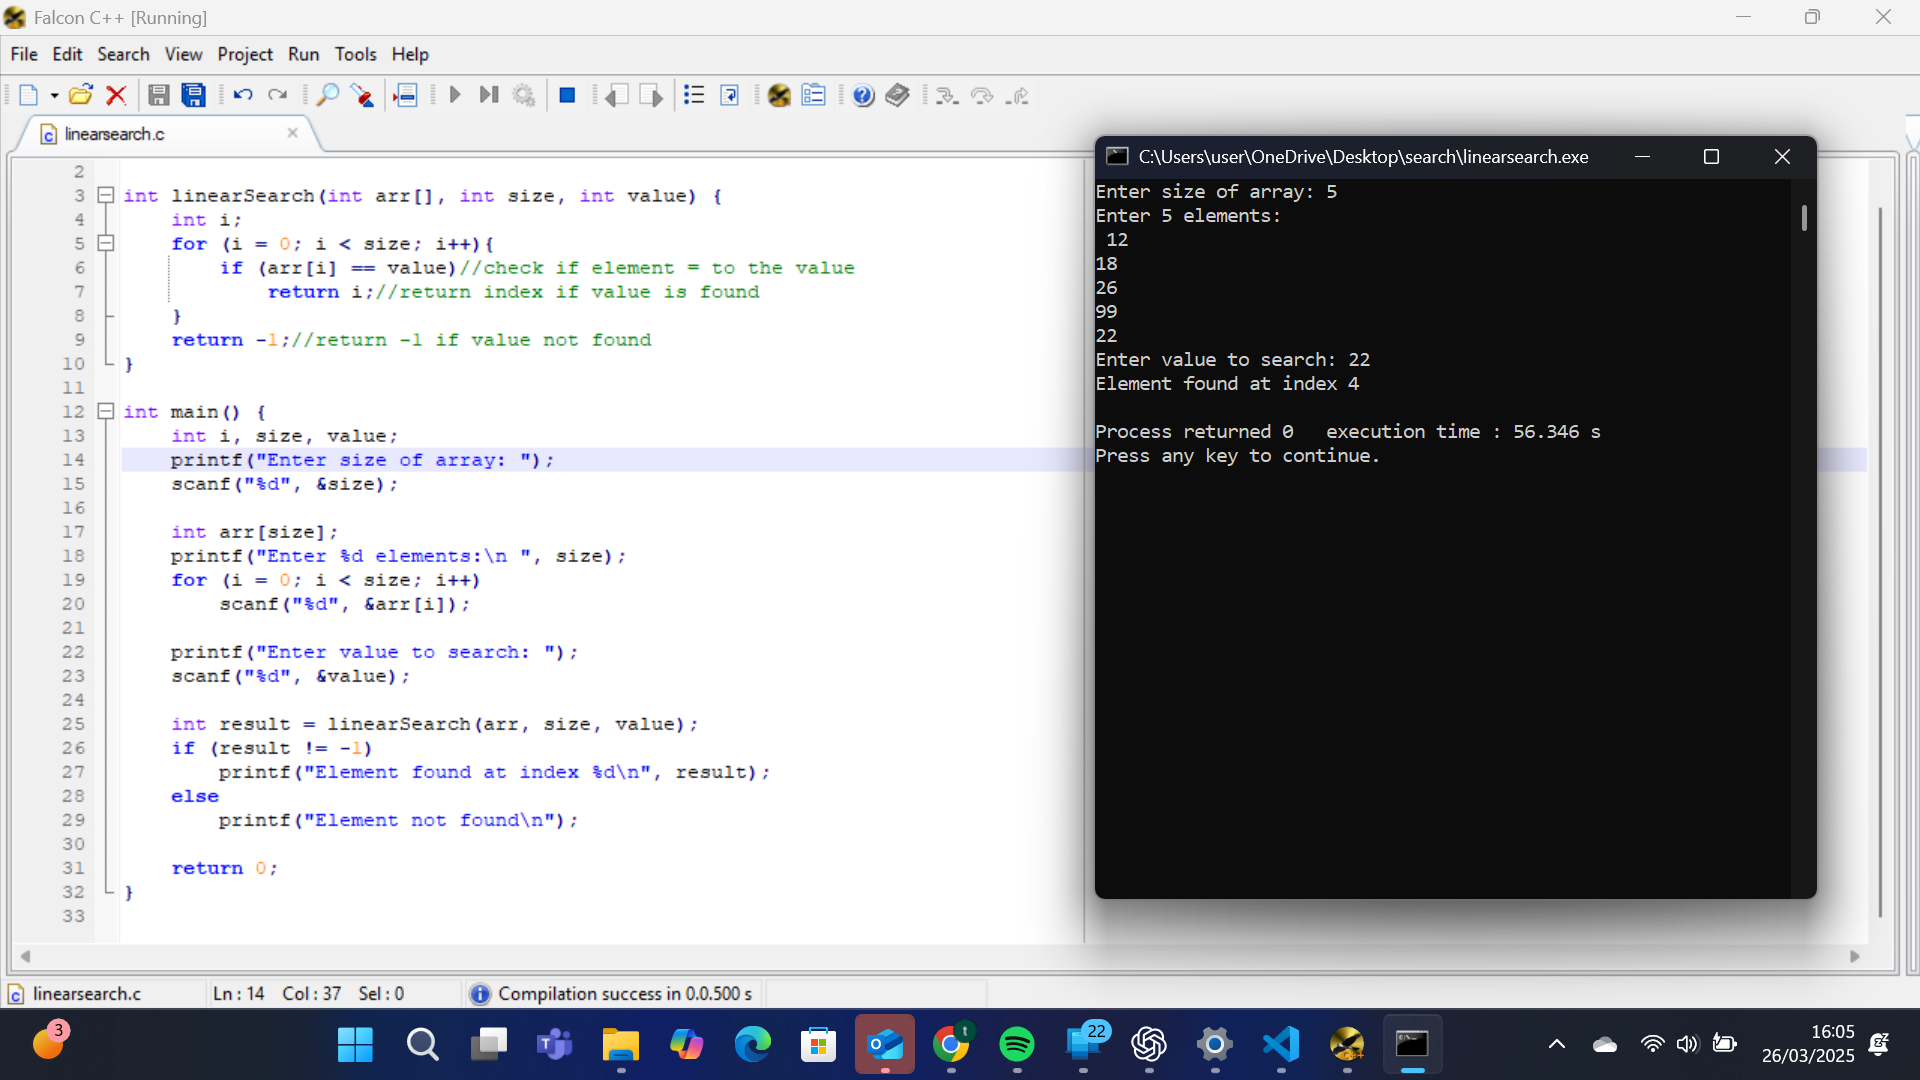 Falcon C++ [Running]
File Edit Search View Project Run Tools Help
linearsearch.c
2
3 int linearSearch(int arr[], int size, int value) {
4     int i;
5     for (i = 0; i < size; i++){
6         if (arr[i] == value)//check if element = to the value
7             return i;//return index if value is found
8     }
9     return -1;//return -1 if value not found
10 }
11
12 int main() {
13     int i, size, value;
14     printf("Enter size of array: ");
15     scanf("%d", &size);
16
17     int arr[size];
18     printf("Enter %d elements:\n ", size);
19     for (i = 0; i < size; i++)
20         scanf("%d", &arr[i]);
21
22     printf("Enter value to search: ");
23     scanf("%d", &value);
24
25     int result = linearSearch(arr, size, value);
26     if (result != -1)
27         printf("Element found at index %d\n", result);
28     else
29         printf("Element not found\n");
30
31     return 0;
32 }
33
C:\Users\user\OneDrive\Desktop\search\linearsearch.exe
Enter size of array: 5
Enter 5 elements:
 12
18
26
99
22
Enter value to search: 22
Element found at index 4
Process returned 0   execution time : 56.346 s
Press any key to continue.
linearsearch.c Ln : 14 Col : 37 Sel : 0 Compilation success in 0.0.500 s
3
t
22
16:05
26/03/2025